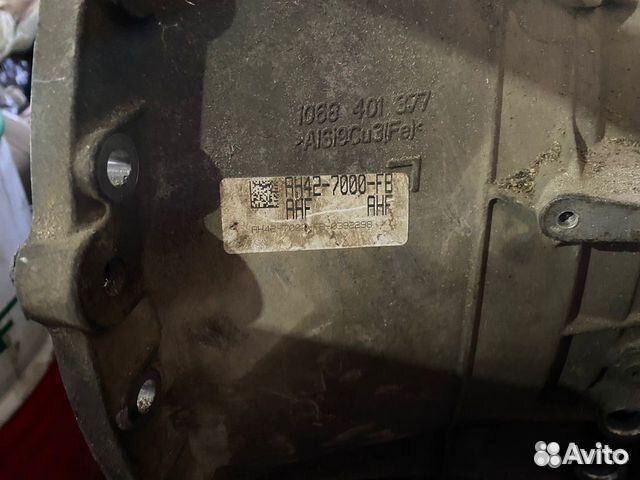 1068 401 377
>AlSi9Cu3(Fe)<
AH42-7000-FB
AHF AHF
Avito